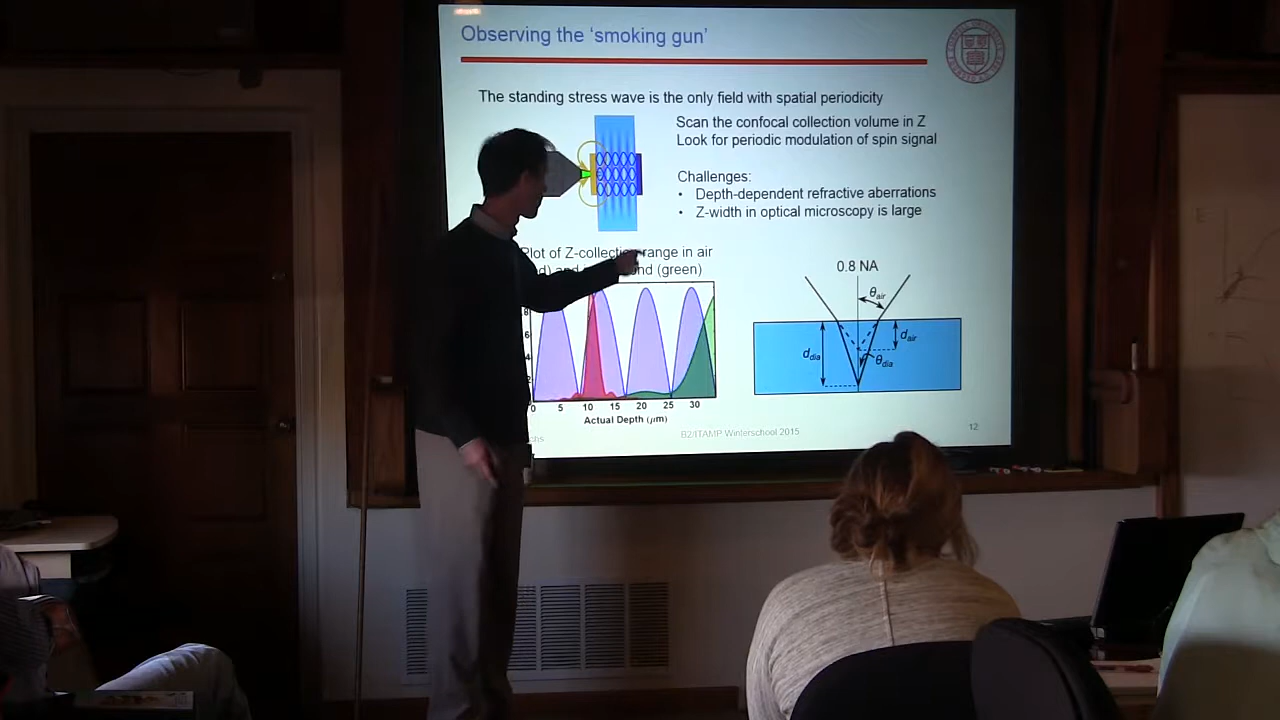 Observing the ‘smoking gun’
The standing stress wave is the only field with spatial periodicity
Scan the confocal collection volume in Z
Look for periodic modulation of spin signal
Challenges:
• Depth-dependent refractive aberrations
• Z-width in optical microscopy is large
Plot of Z-collection range in air
and (green)
0.8 NA
θair
dair
ddia
θdia
0 5 10 15 20 25 30
Actual Depth (μm)
B2/ITAMP Winterschool 2015
12